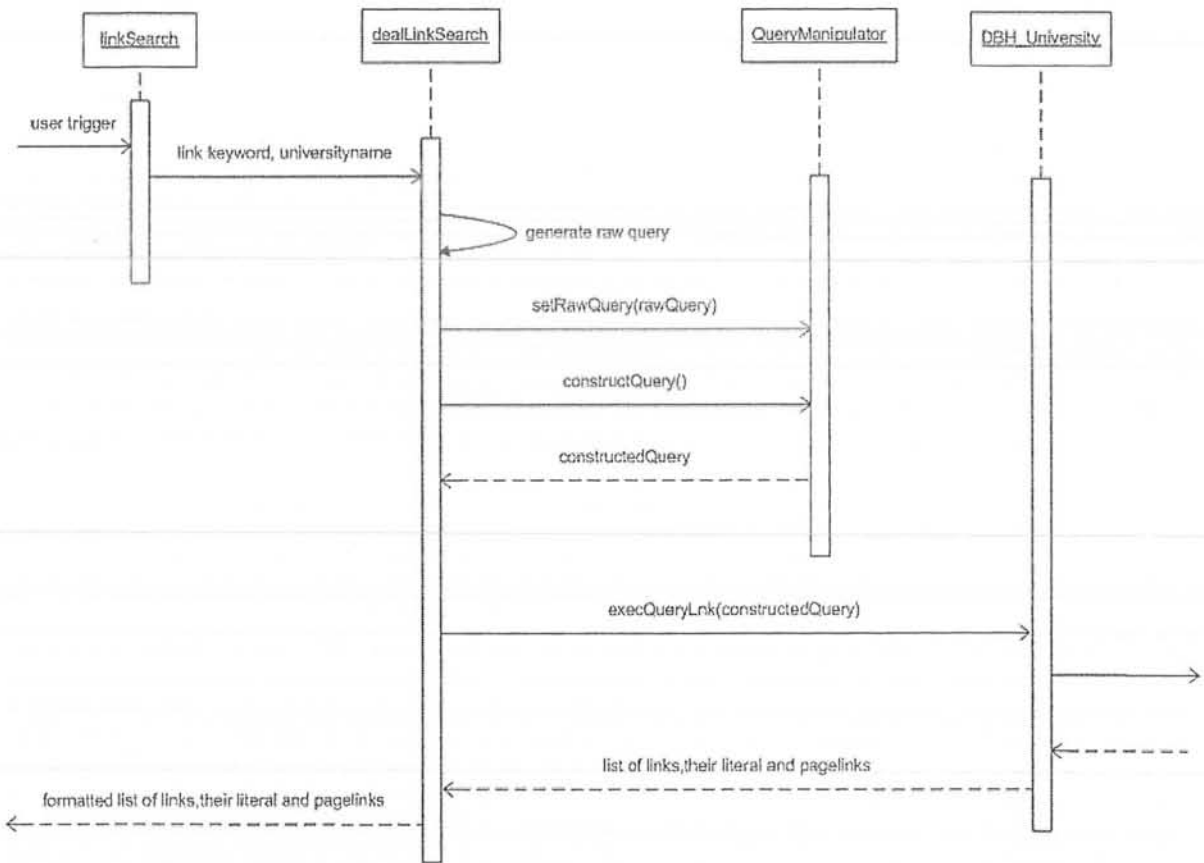 linkSearch
dealLinkSearch
QueryManipulator
DBH_University
user trigger
link keyword, universityname
generate raw query
setRawQuery(rawQuery)
constructQuery()
constructedQuery
execQueryLnk(constructedQuery)
list of links,their literal and pagelinks
formatted list of links,their literal and pagelinks